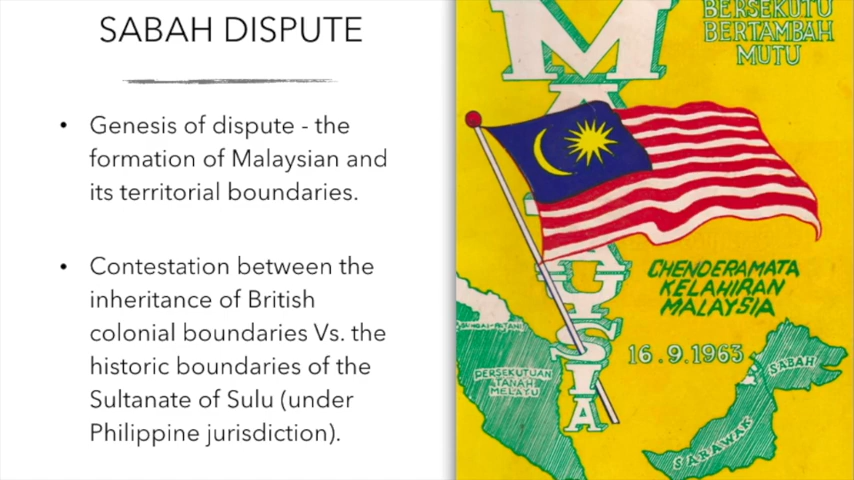 SABAH DISPUTE
• Genesis of dispute - the
formation of Malaysian and
its territorial boundaries.
• Contestation between the
inheritance of British
colonial boundaries Vs. the
historic boundaries of the
Sultanate of Sulu (under
Philippine jurisdiction).
BERSEKUTU
BERTAMBAH
MUTU
MALAYSIA
CHENDERAMATA
KELAHIRAN
MALAYSIA
16.9.1963
PERSEKUTUAN
TANAH
MELAYU
SABAH
SARAWAK